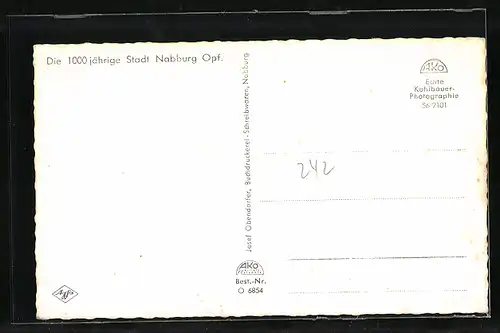 Die 1000 jährige Stadt Nabburg Opf.
AKO
Echte
Kohlbauer-
Photographie
56/2101
242
Josef Obendorfer, Buchdruckerei - Schreibwaren, Nabburg
AKO
Best.-Nr.
O 6854
Agfa